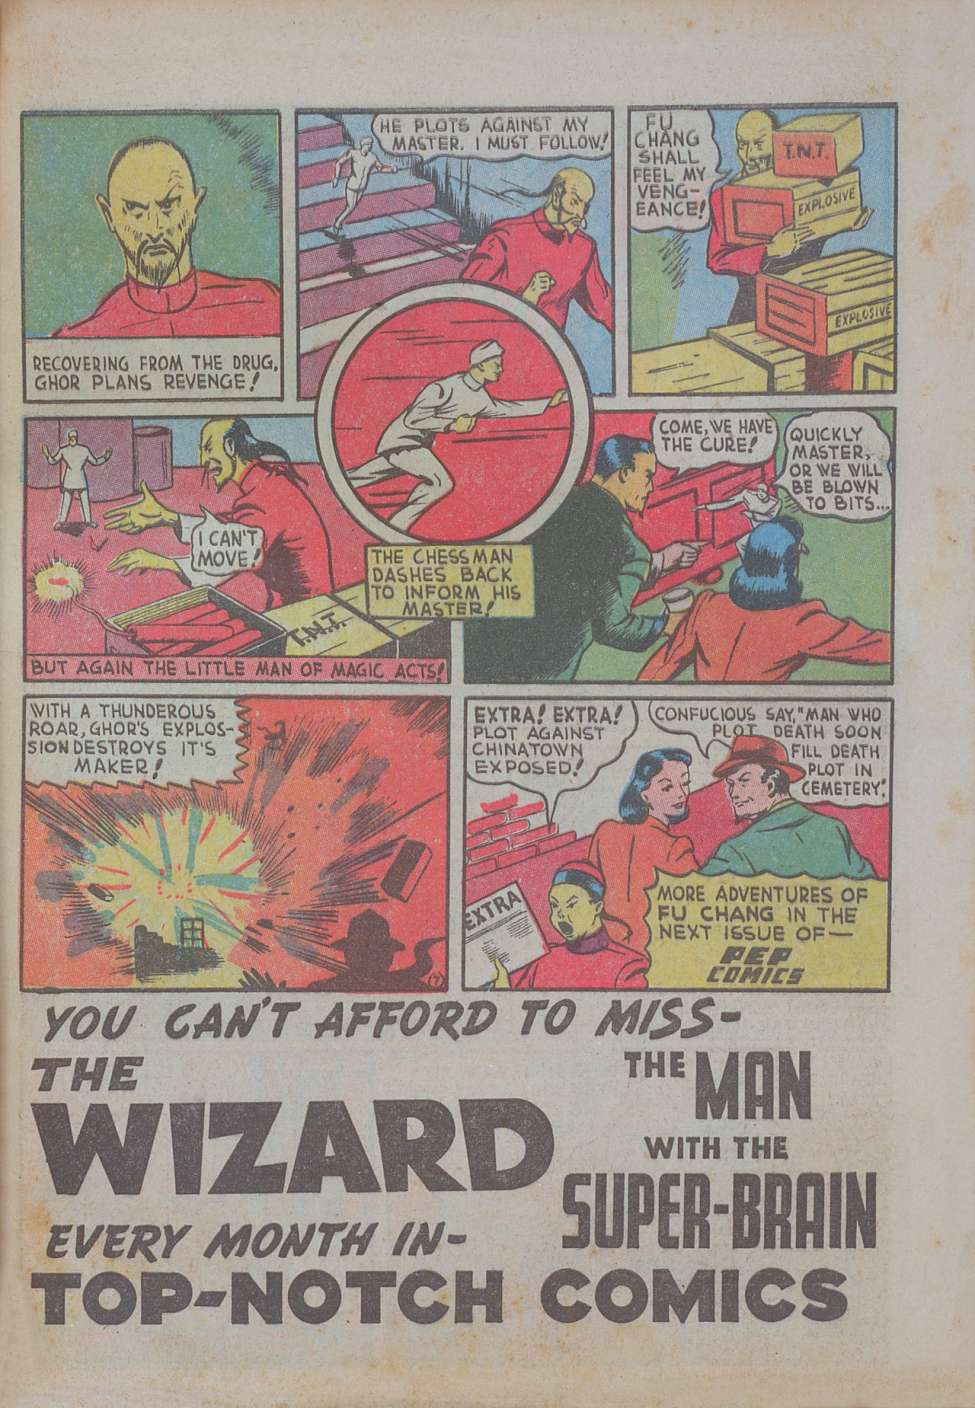 RECOVERING FROM THE DRUG,
GHOR PLANS REVENGE!
HE PLOTS AGAINST MY
MASTER. I MUST FOLLOW!
FU
CHANG
SHALL
FEEL MY
VENG-
EANCE!
T.N.T.
EXPLOSIVE
EXPLOSIVE
I CAN'T
MOVE!
T.N.T.
BUT AGAIN THE LITTLE MAN OF MAGIC ACTS!
THE CHESSMAN
DASHES BACK
TO INFORM HIS
MASTER!
COME, WE HAVE
THE CURE!
QUICKLY
MASTER,
OR WE WILL
BE BLOWN
TO BITS...
WITH A THUNDEROUS
ROAR, GHOR'S EXPLOS-
SION DESTROYS IT'S
MAKER!
7
EXTRA! EXTRA!
PLOT AGAINST
CHINATOWN
EXPOSED!
CONFUCIOUS SAY, "MAN WHO
PLOT DEATH SOON
FILL DEATH
PLOT IN
CEMETERY!
EXTRA
MORE ADVENTURES OF
FU CHANG IN THE
NEXT ISSUE OF—
PEP
COMICS
YOU CAN'T AFFORD TO MISS-
THE
WIZARD
THE MAN
WITH THE
SUPER-BRAIN
EVERY MONTH IN-
TOP-NOTCH COMICS